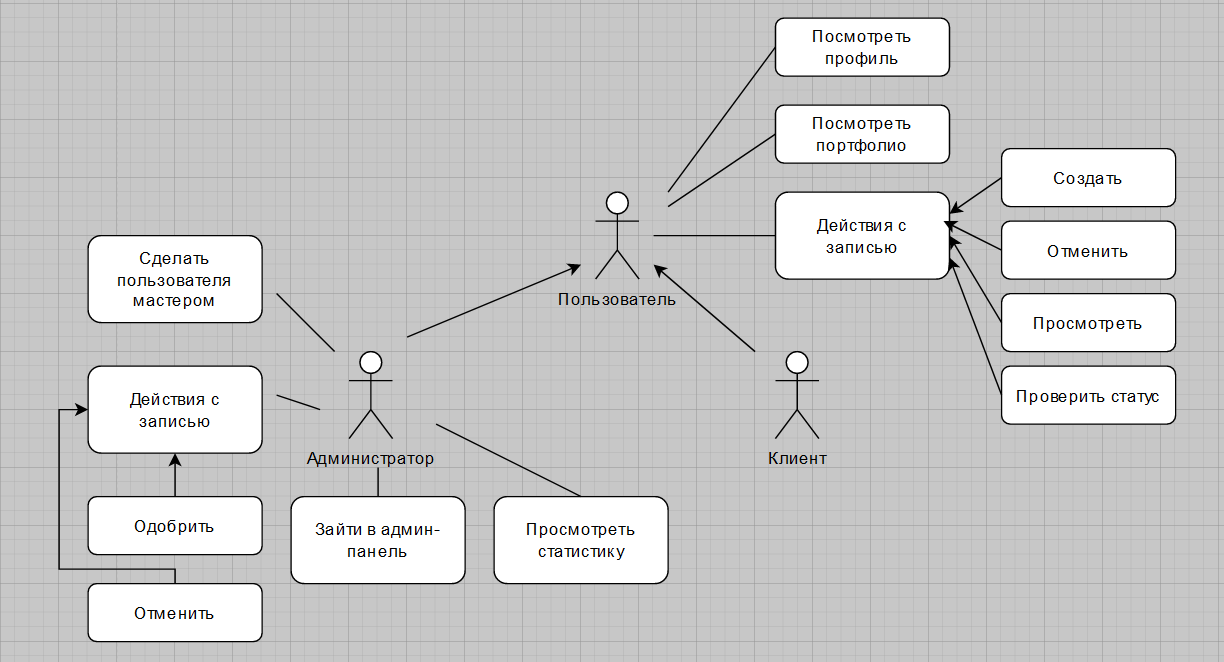 Посмотреть
профиль
Посмотреть
портфолио
Действия с
записью
Создать
Отменить
Просмотреть
Проверить статус
Пользователь
Сделать
пользователя
мастером
Действия с
записью
Одобрить
Отменить
Администратор
Клиент
Зайти в админ-
панель
Просмотреть
статистику